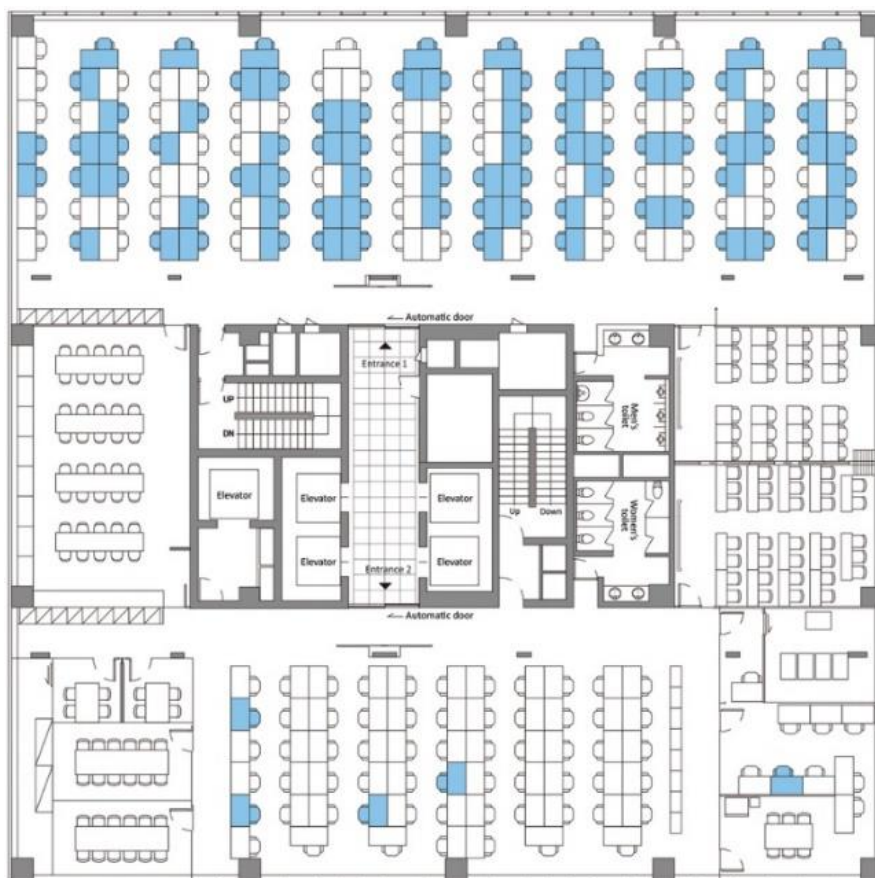 Automatic door
Entrance 1
UP
DN
Men's
toilet
Elevator
Elevator
Elevator
Up Down
Women's
toilet
Elevator
Elevator
Entrance 2
Automatic door